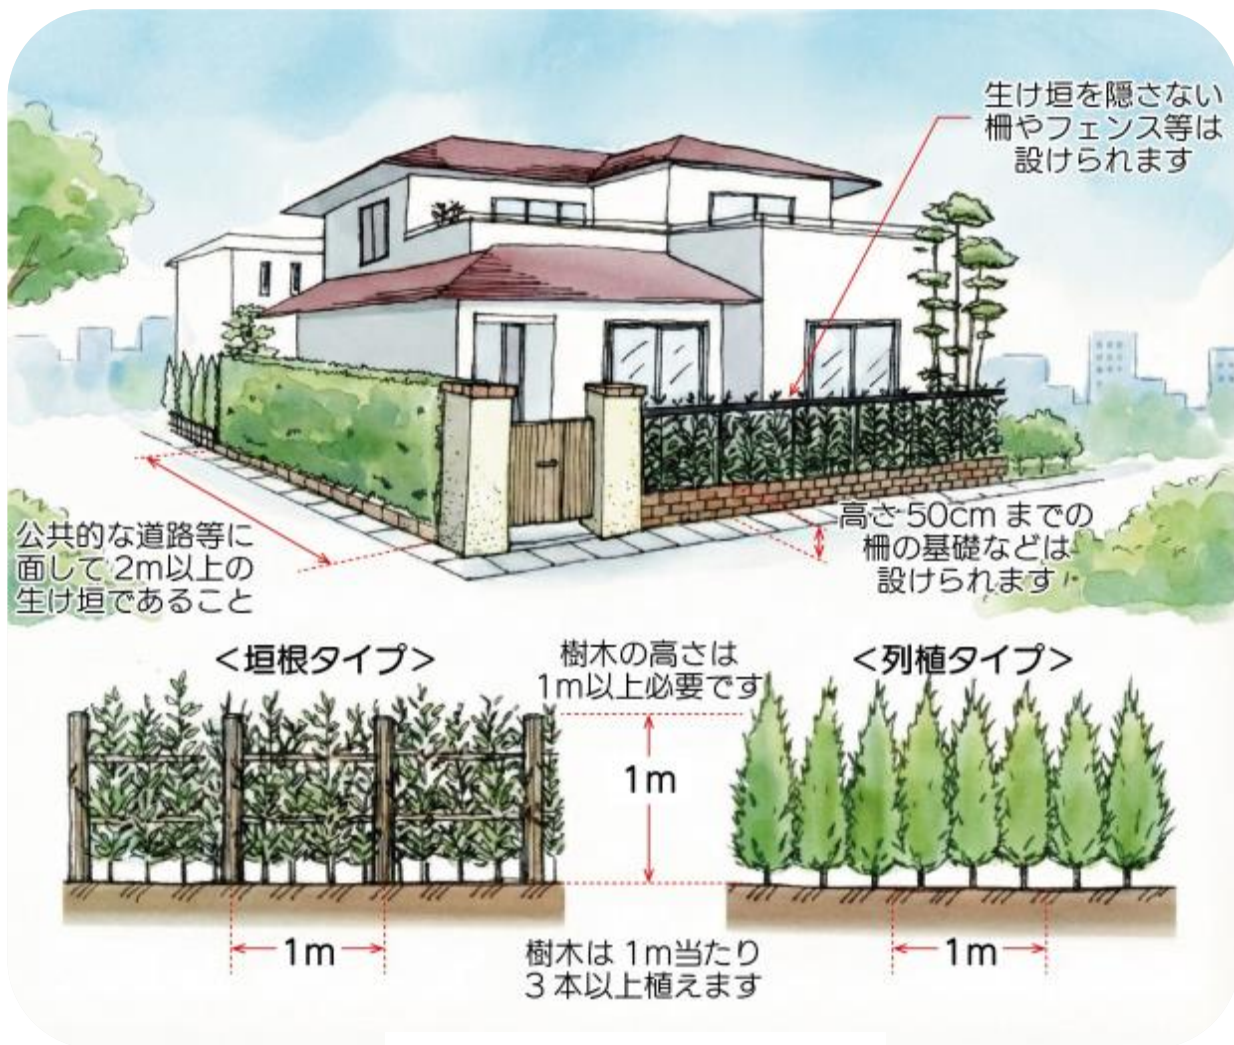 生け垣を隠さない
柵やフェンス等は
設けられます
公共的な道路等に
面して2m以上の
生け垣であること
高さ50cmまでの
柵の基礎などは
設けられます
＜垣根タイプ＞
樹木の高さは
1m以上必要です
＜列植タイプ＞
1m
1m
樹木は1m当たり
3本以上植えます
1m